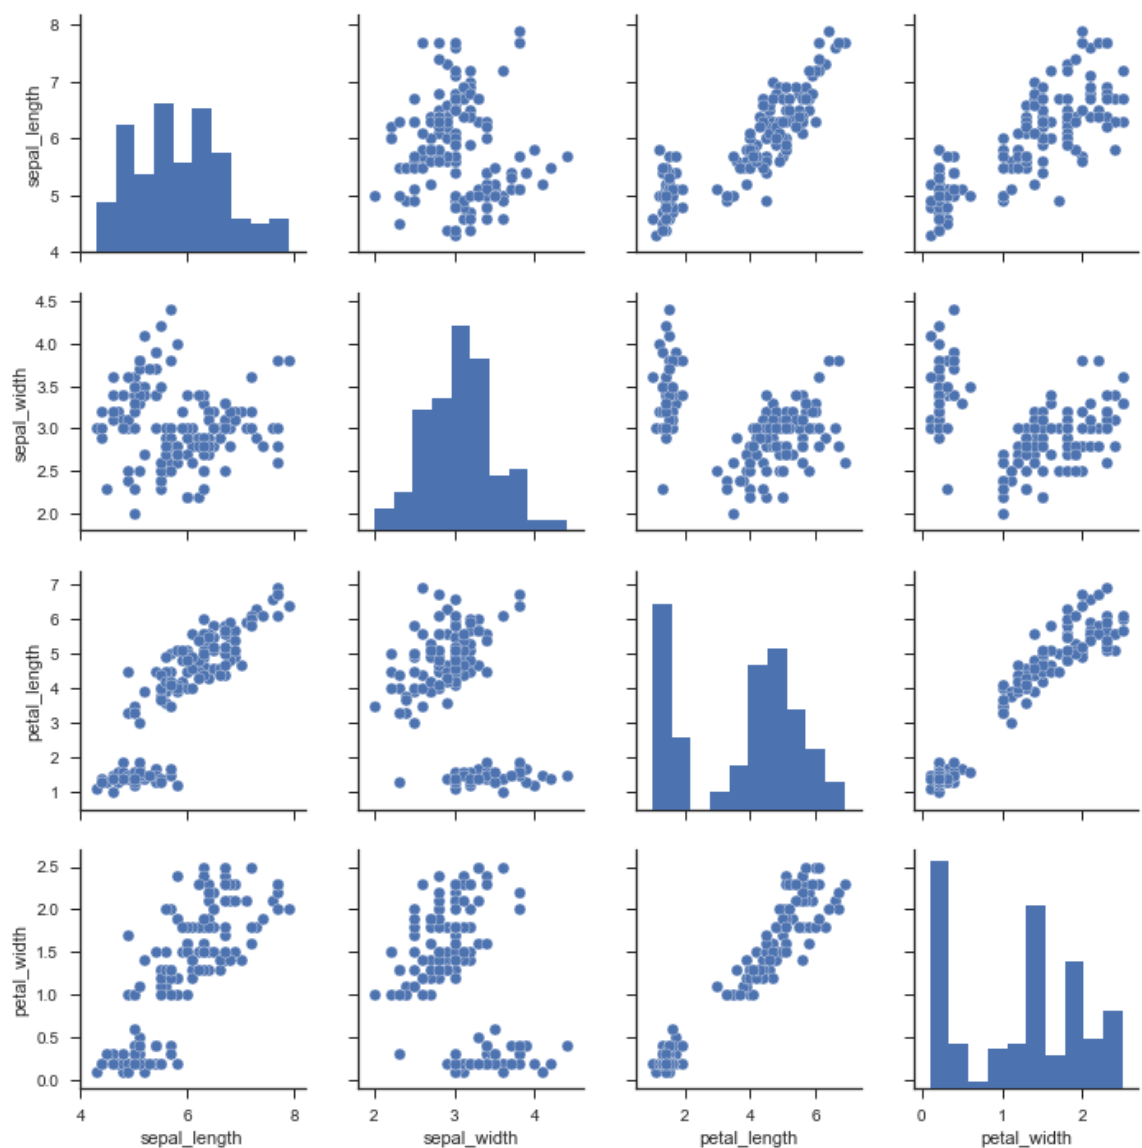 8
7
6
5
4
sepal_length
4.5
4.0
3.5
3.0
2.5
2.0
sepal_width
7
6
5
4
3
2
1
petal_length
2.5
2.0
1.5
1.0
0.5
0.0
petal_width
4 6 8
2 3 4
2 4 6
0 1 2
sepal_length sepal_width petal_length petal_width